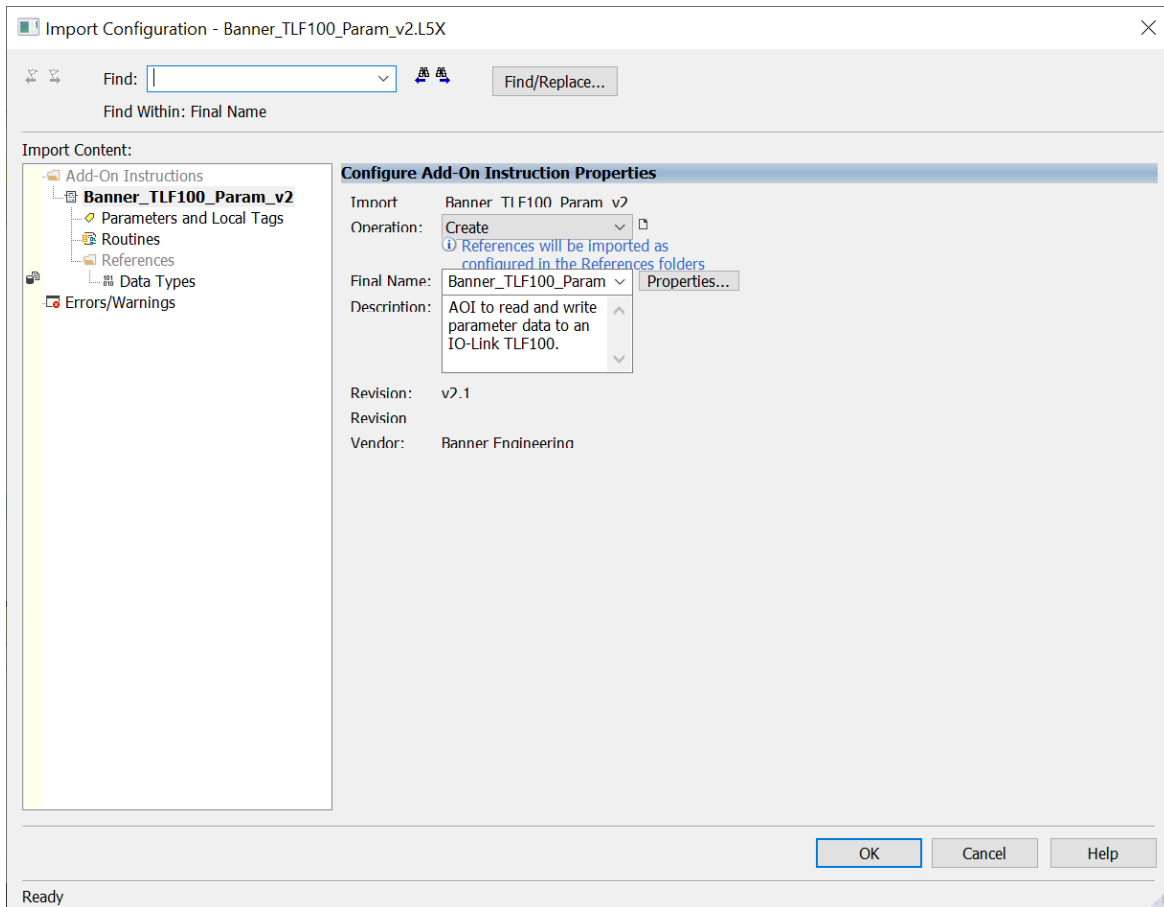 Import Configuration - Banner_TLF100_Param_v2.L5X
Find:
Find/Replace...
Find Within: Final Name
Import Content:
Add-On Instructions
Banner_TLF100_Param_v2
Parameters and Local Tags
Routines
References
Data Types
Errors/Warnings
Configure Add-On Instruction Properties
Import Banner_TLF100_Param_v2
Operation: Create
References will be imported as
configured in the References folders
Final Name: Banner_TLF100_Param Properties...
Description: AOI to read and write
parameter data to an
IO-Link TLF100.
Revision: v2.1
Revision
Vendor: Banner Engineering
OK Cancel Help
Ready